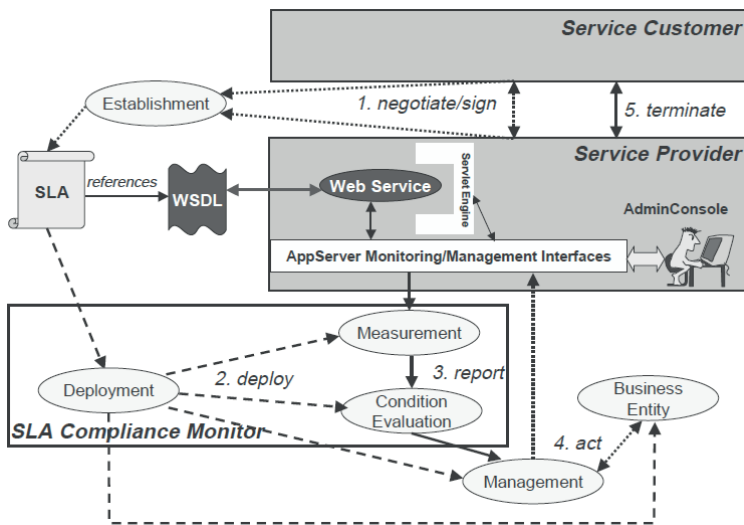 Service Customer
Establishment
1. negotiate/sign
5. terminate
Service Provider
SLA
references
WSDL
Web Service
Servlet Engine
AdminConsole
AppServer Monitoring/Management Interfaces
Measurement
Deployment
2. deploy
3. report
Condition
Evaluation
Business
Entity
SLA Compliance Monitor
4. act
Management